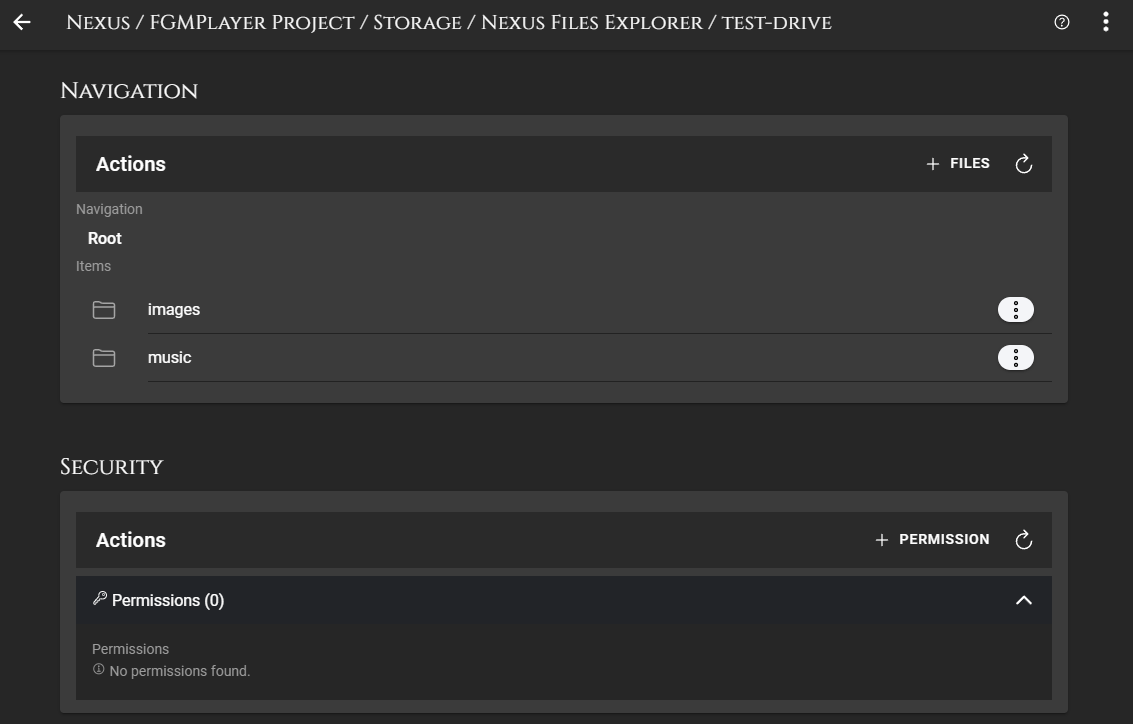 Nexus / FGMPlayer Project / Storage / Nexus Files Explorer / test-drive
Navigation
Actions
FILES
Navigation
Root
Items
images
music
Security
Actions
PERMISSION
Permissions (0)
Permissions
No permissions found.